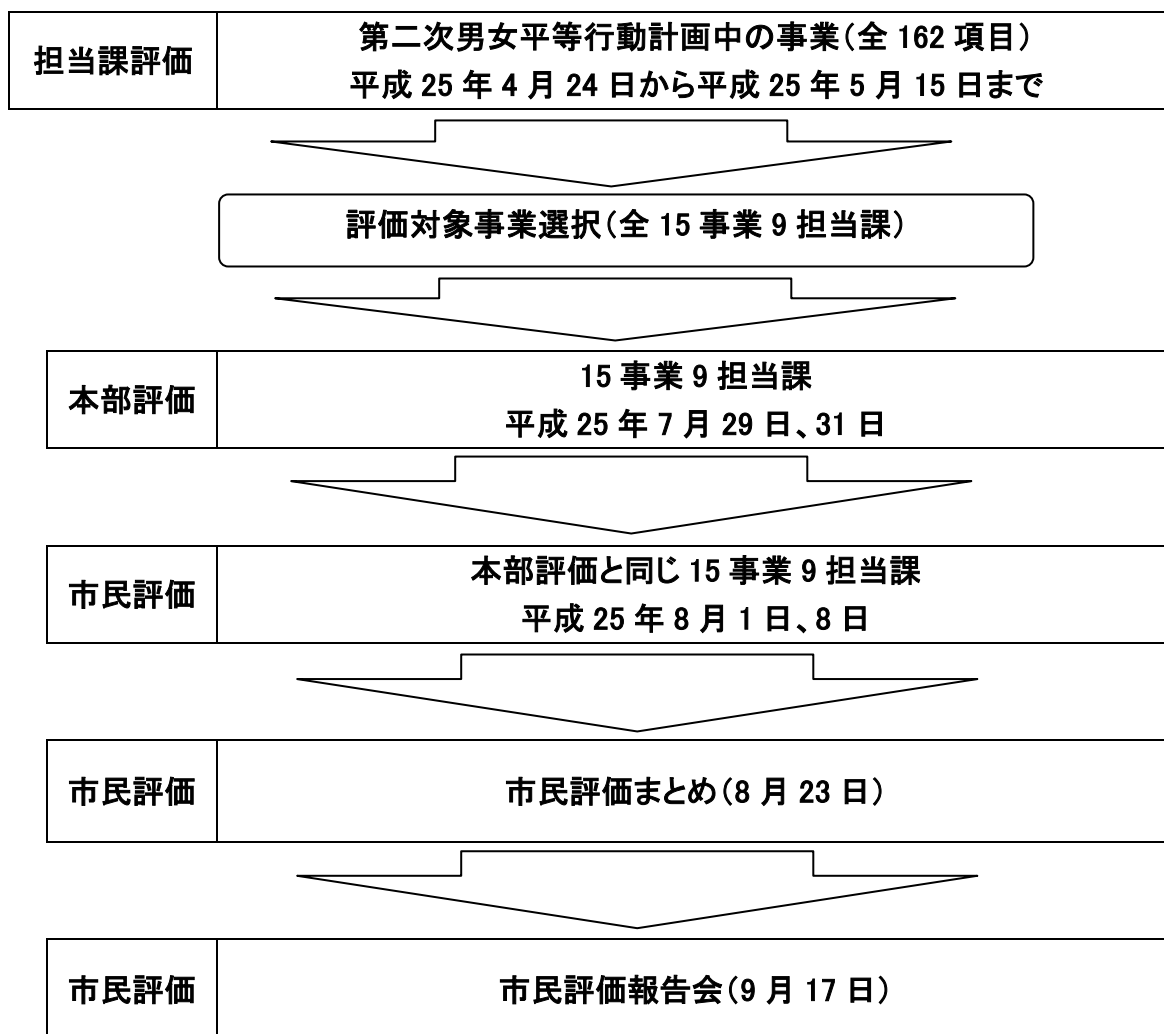 担当課評価
第二次男女平等行動計画中の事業(全 162 項目)
平成 25 年 4 月 24 日から平成 25 年 5 月 15 日まで
評価対象事業選択(全 15 事業 9 担当課)
本部評価
15 事業 9 担当課
平成 25 年 7 月 29 日、31 日
市民評価
本部評価と同じ 15 事業 9 担当課
平成 25 年 8 月 1 日、8 日
市民評価
市民評価まとめ(8 月 23 日)
市民評価
市民評価報告会(9 月 17 日)